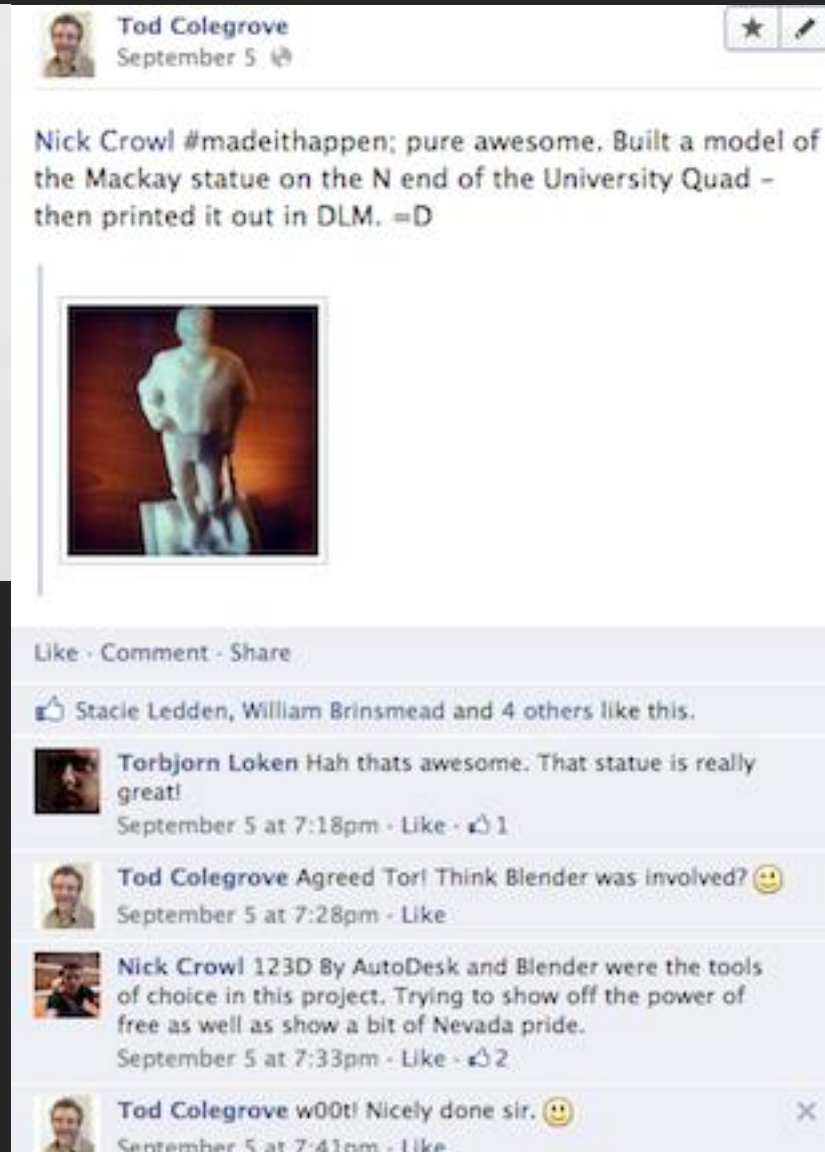 Tod Colegrove
September 5
Nick Crowl #madeithappen; pure awesome. Built a model of
the Mackay statue on the N end of the University Quad –
then printed it out in DLM. =D
Like · Comment · Share
Stacie Ledden, William Brinsmead and 4 others like this.
Torbjorn Loken Hah thats awesome. That statue is really
great!
September 5 at 7:18pm · Like · 1
Tod Colegrove Agreed Tor! Think Blender was involved?
September 5 at 7:28pm · Like
Nick Crowl 123D By AutoDesk and Blender were the tools
of choice in this project. Trying to show off the power of
free as well as show a bit of Nevada pride.
September 5 at 7:33pm · Like · 2
Tod Colegrove w00t! Nicely done sir.
September 5 at 7:41pm · Like